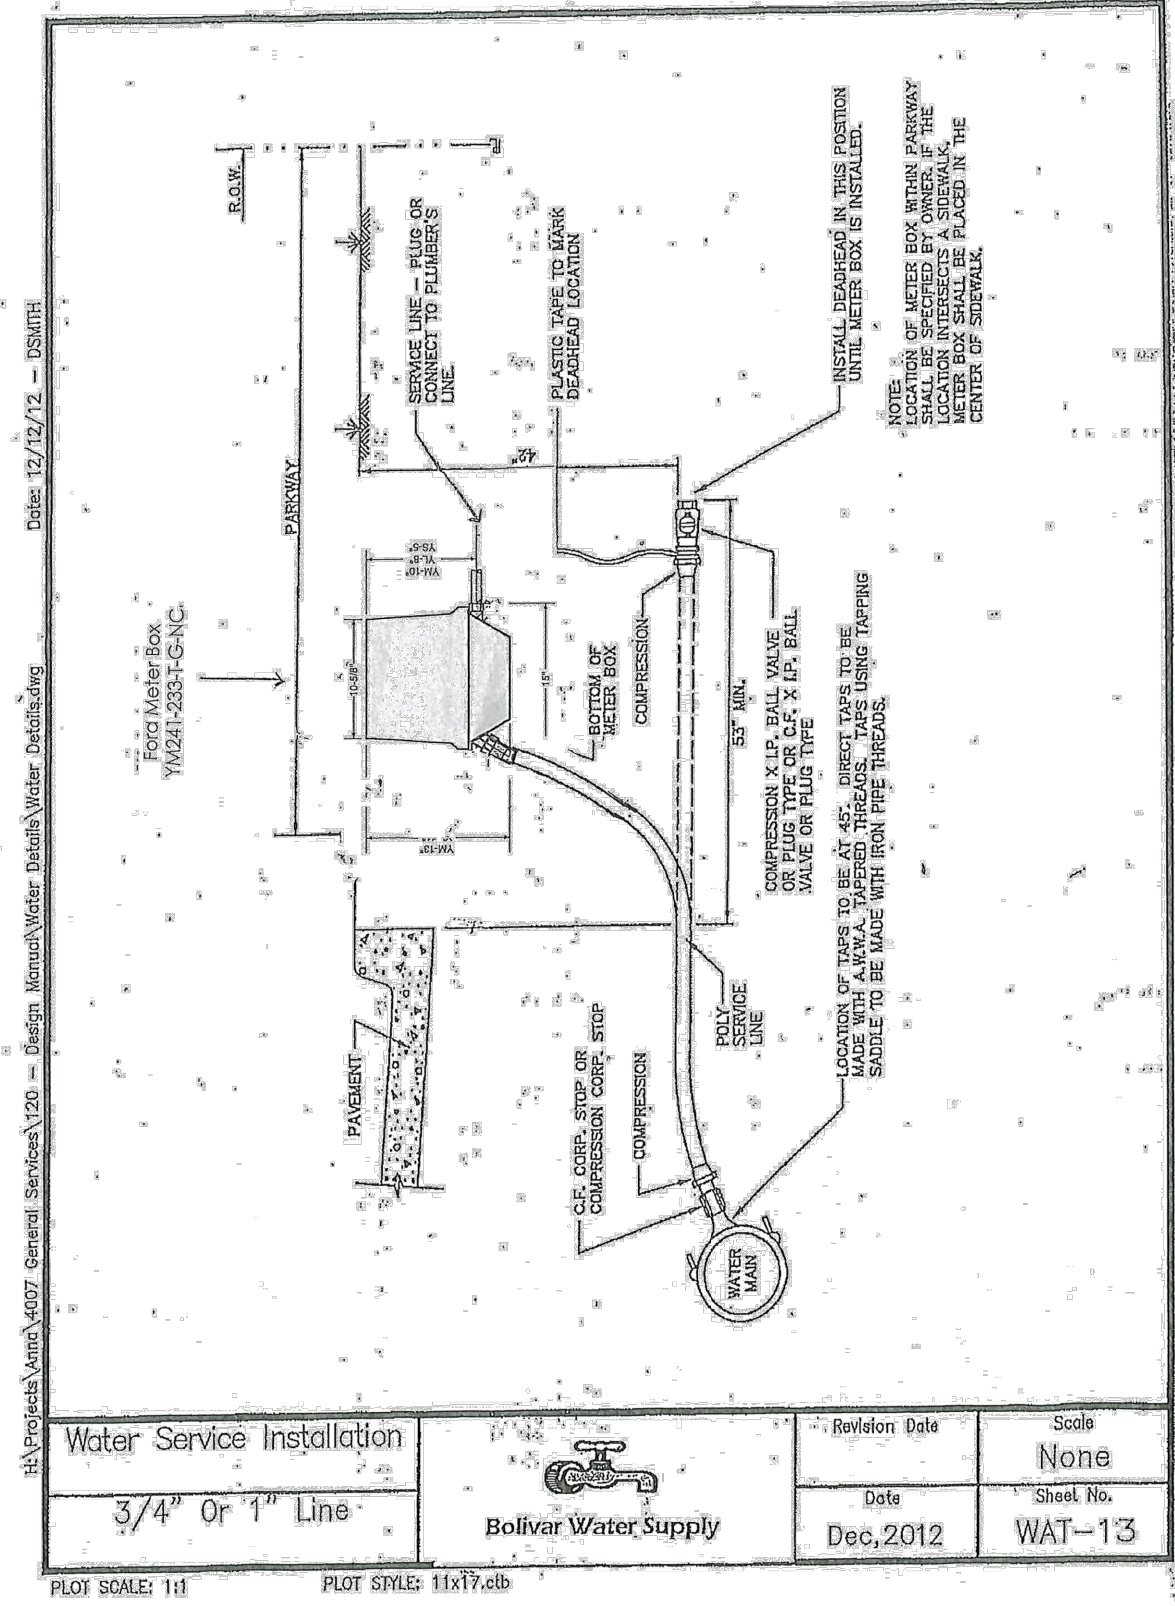 H:\Projects\Anna\4007 General Services\120 — Design Manual\Water Details\Water Details.dwg
Date: 12/12/12 — DSMITH
Ford Meter Box
YM241-233-T-G-NC
PARKWAY
R.O.W.
PAVEMENT
10-5/8"
YM-13"
15"
YM-10"
YL-8"
YS-5"
42"
SERVICE LINE — PLUG OR
CONNECT TO PLUMBER'S
LINE.
PLASTIC TAPE TO MARK
DEADHEAD LOCATION
BOTTOM OF
METER BOX
COMPRESSION
53" MIN.
C.F. CORP. STOP OR
COMPRESSION CORP. STOP
COMPRESSION
POLY
SERVICE
LINE
WATER
MAIN
COMPRESSION X I.P. BALL VALVE
OR PLUG TYPE OR C.F. X I.P. BALL
VALVE OR PLUG TYPE
INSTALL DEADHEAD IN THIS POSITION
UNTIL METER BOX IS INSTALLED.
LOCATION OF TAPS TO BE AT 45°. DIRECT TAPS TO BE
MADE WITH A.W.W.A. TAPERED THREADS. TAPS USING TAPPING
SADDLE TO BE MADE WITH IRON PIPE THREADS.
NOTE:
LOCATION OF METER BOX WITHIN PARKWAY
SHALL BE SPECIFIED BY OWNER. IF THE
LOCATION INTERSECTS A SIDEWALK,
METER BOX SHALL BE PLACED IN THE
CENTER OF SIDEWALK.
Water Service Installation
3/4" Or 1" Line
Bolivar Water Supply
Revision Date
Scale
None
Date
Dec,2012
Sheet No.
WAT-13
PLOT SCALE: 1:1
PLOT STYLE: 11x17.ctb